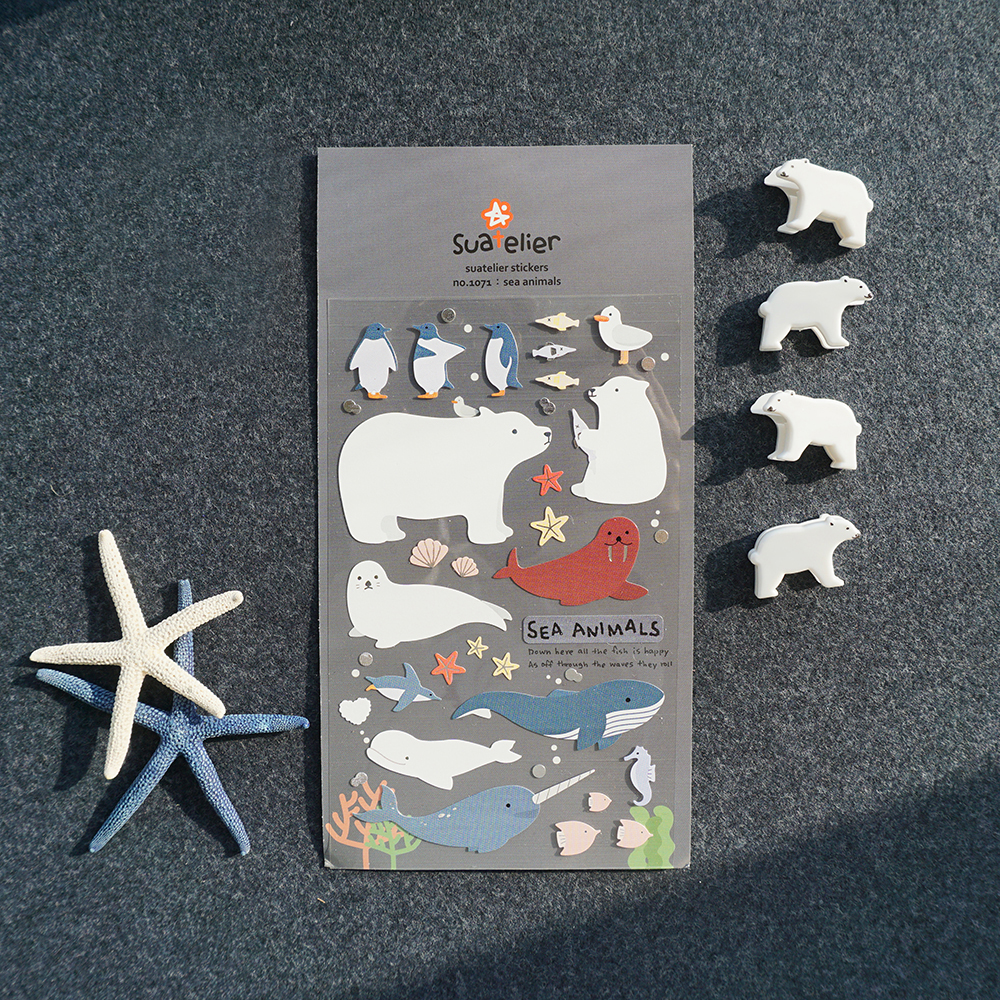 suatelier
suatelier stickers
no.1071 : sea animals
SEA ANIMALS
Down here all the fish is happy
As off through the waves they roll